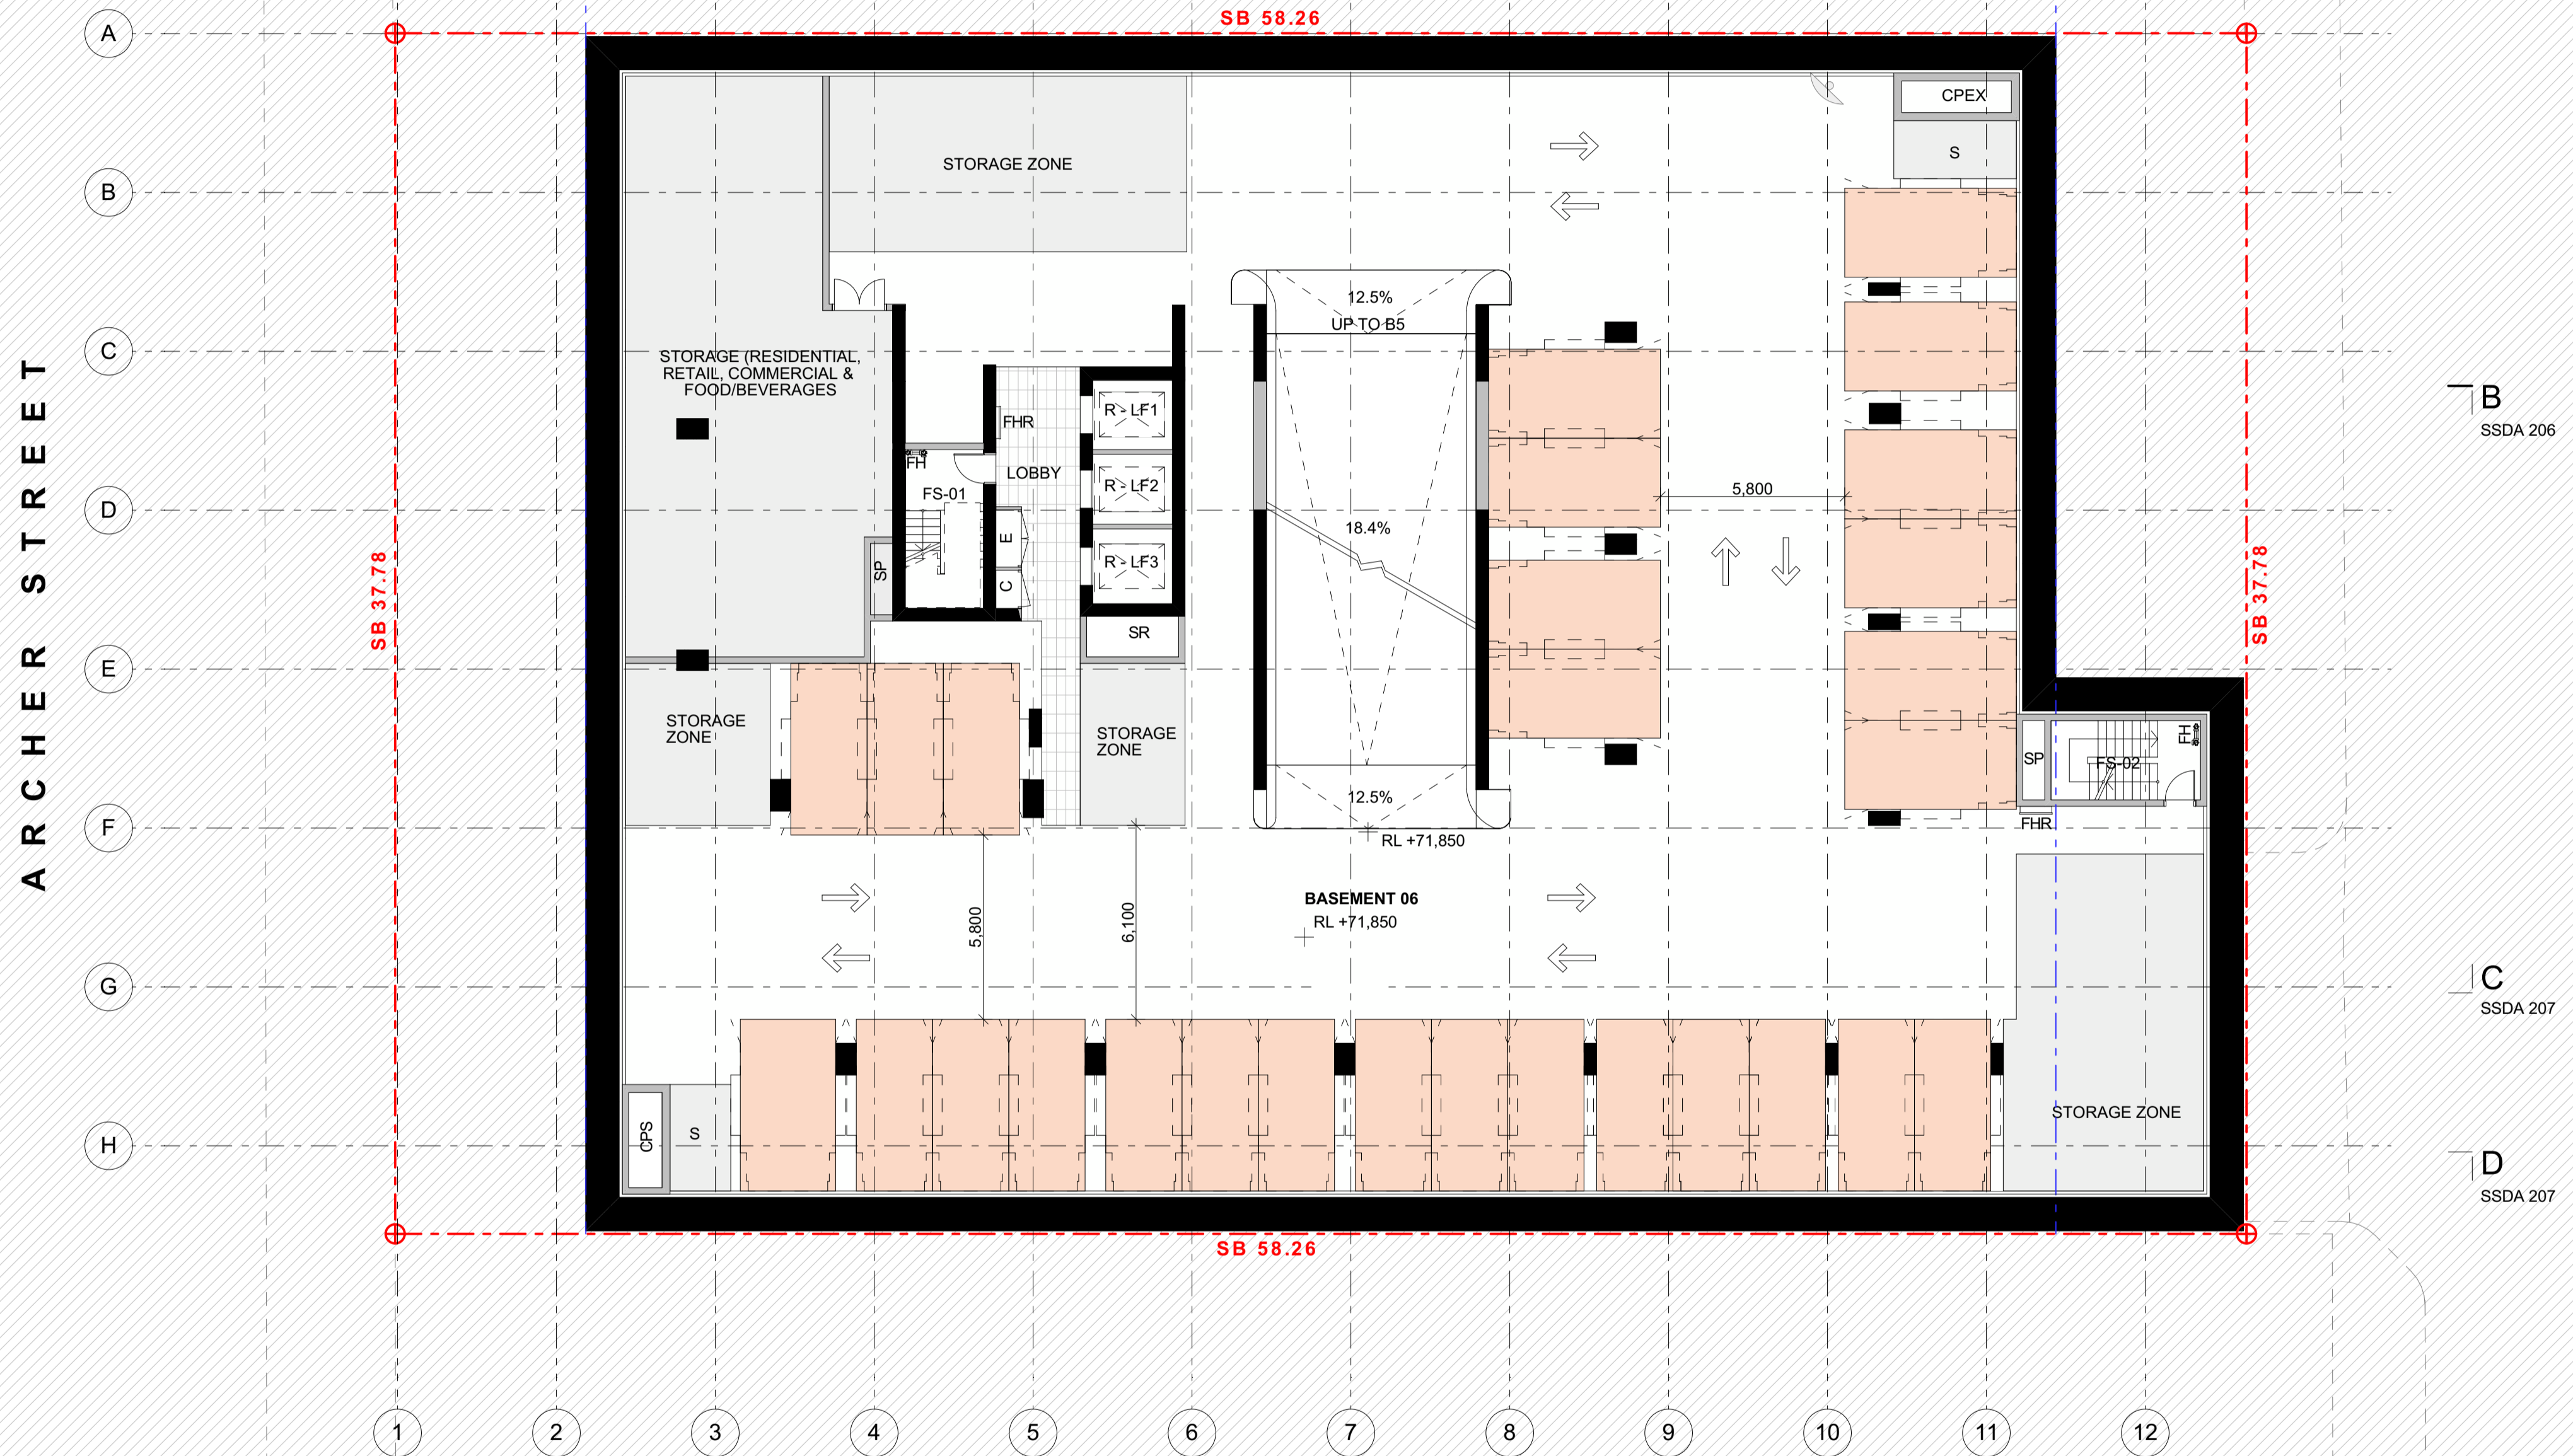 SB 58.26
A
CPEX
STORAGE ZONE
S
B
12.5%
UP TO B5
C
STORAGE (RESIDENTIAL,
RETAIL, COMMERCIAL &
FOOD/BEVERAGES
R - LF1
FHR
B
SSDA 206
FH
LOBBY
FS-01
R - LF2
5,800
D
18.4%
E
R - LF3
SP
C
SB 37.78
SB 37.78
ARCHER STREET
SR
E
STORAGE
ZONE
STORAGE
ZONE
FH
SP
FS-02
12.5%
F
FHR
RL +71,850
BASEMENT 06
RL +71,850
5,800
6,100
G
C
SSDA 207
STORAGE ZONE
CPS
S
H
D
SSDA 207
SB 58.26
1
2
3
4
5
6
7
8
9
10
11
12